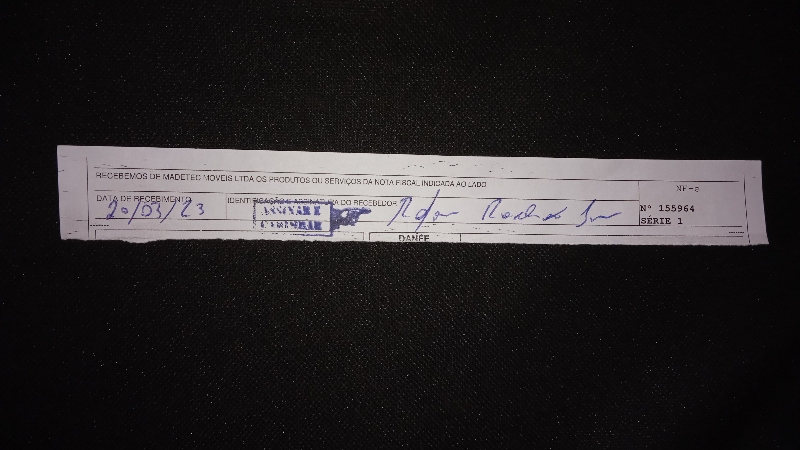 RECEBEMOS DE MADETEC MOVEIS LTDA OS PRODUTOS OU SERVIÇOS DA NOTA FISCAL INDICADA AO LADO
NF-e
DATA DE RECEBIMENTO
20/03/23
IDENTIFICAÇÃO E ASSINATURA DO RECEBEDOR
ASSINAR E
CARIMBAR
Nº 155964
SÉRIE 1
DANFE